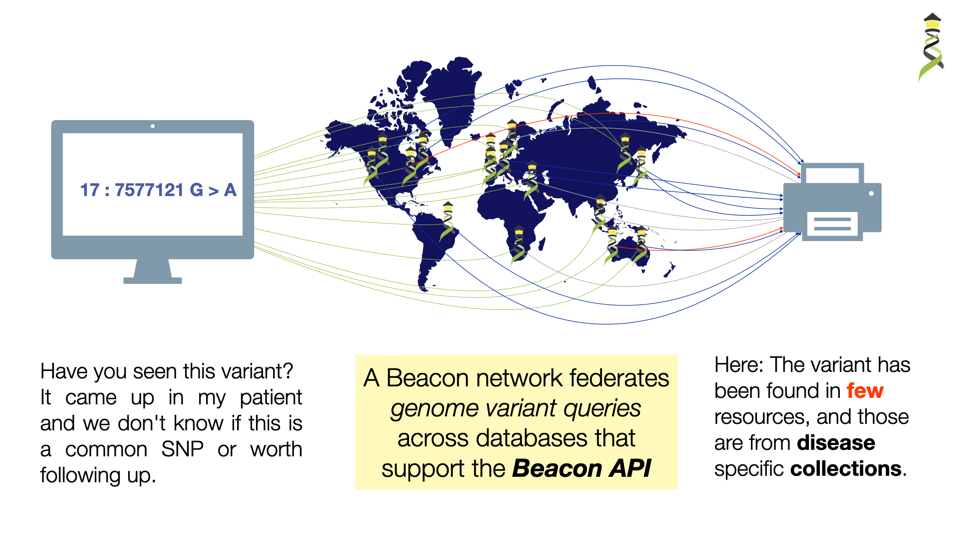 17 : 7577121 G > A
Have you seen this variant?
It came up in my patient
and we don't know if this is
a common SNP or worth
following up.
A Beacon network federates
genome variant queries
across databases that
support the Beacon API
Here: The variant has
been found in few
resources, and those
are from disease
specific collections.